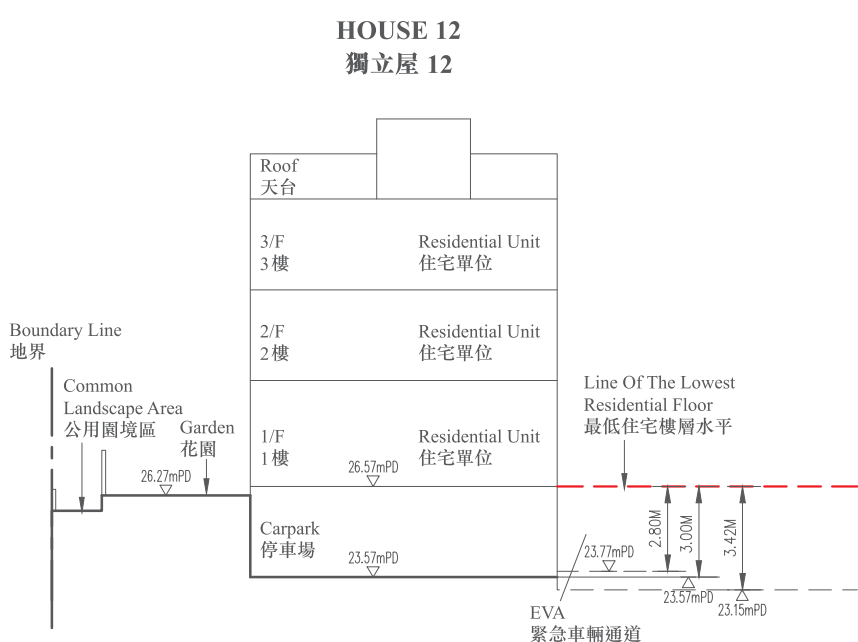 HOUSE 12
獨立屋 12
Roof
天台
3/F
3樓
Residential Unit
住宅單位
2/F
2樓
Residential Unit
住宅單位
Boundary Line
地界
Common
Landscape Area
公用園境區
Garden
花園
26.27mPD
1/F
1樓
Residential Unit
住宅單位
26.57mPD
Line Of The Lowest
Residential Floor
最低住宅樓層水平
Carpark
停車場
23.57mPD
2.80M
3.00M
3.42M
23.77mPD
23.57mPD
23.15mPD
EVA
緊急車輛通道